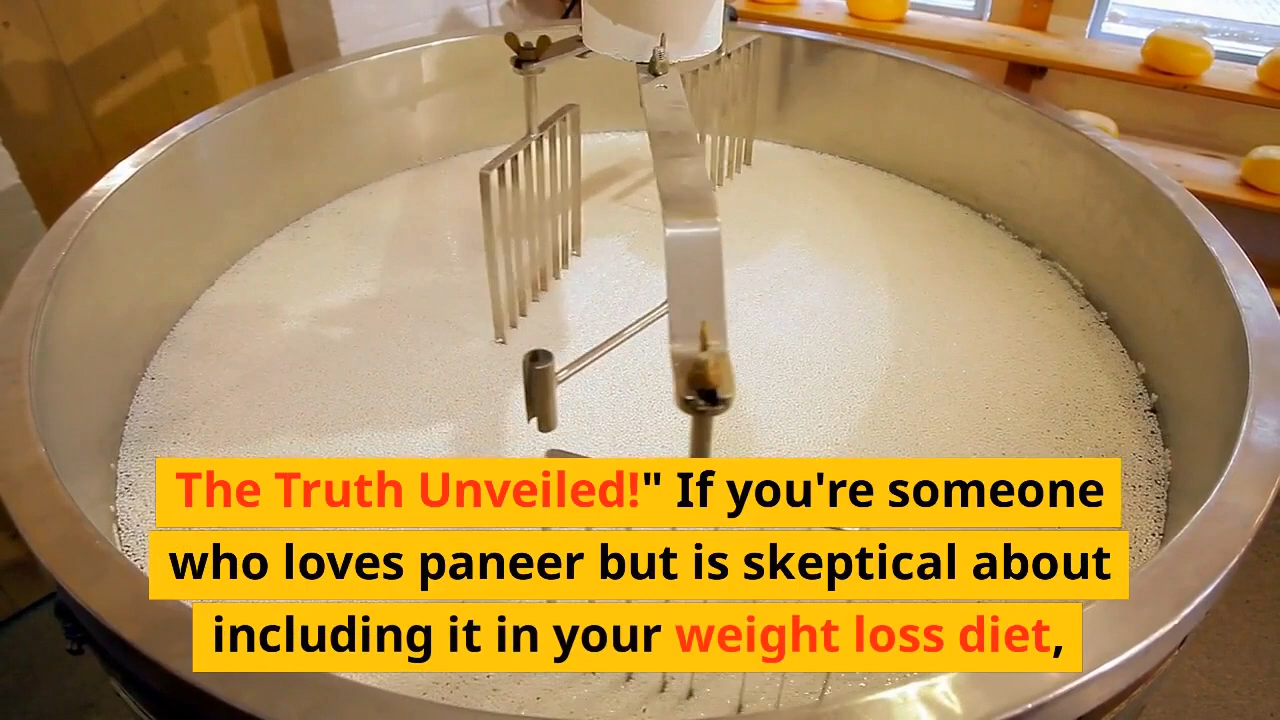 The Truth Unveiled!" If you're someone
who loves paneer but is skeptical about
including it in your weight loss diet,